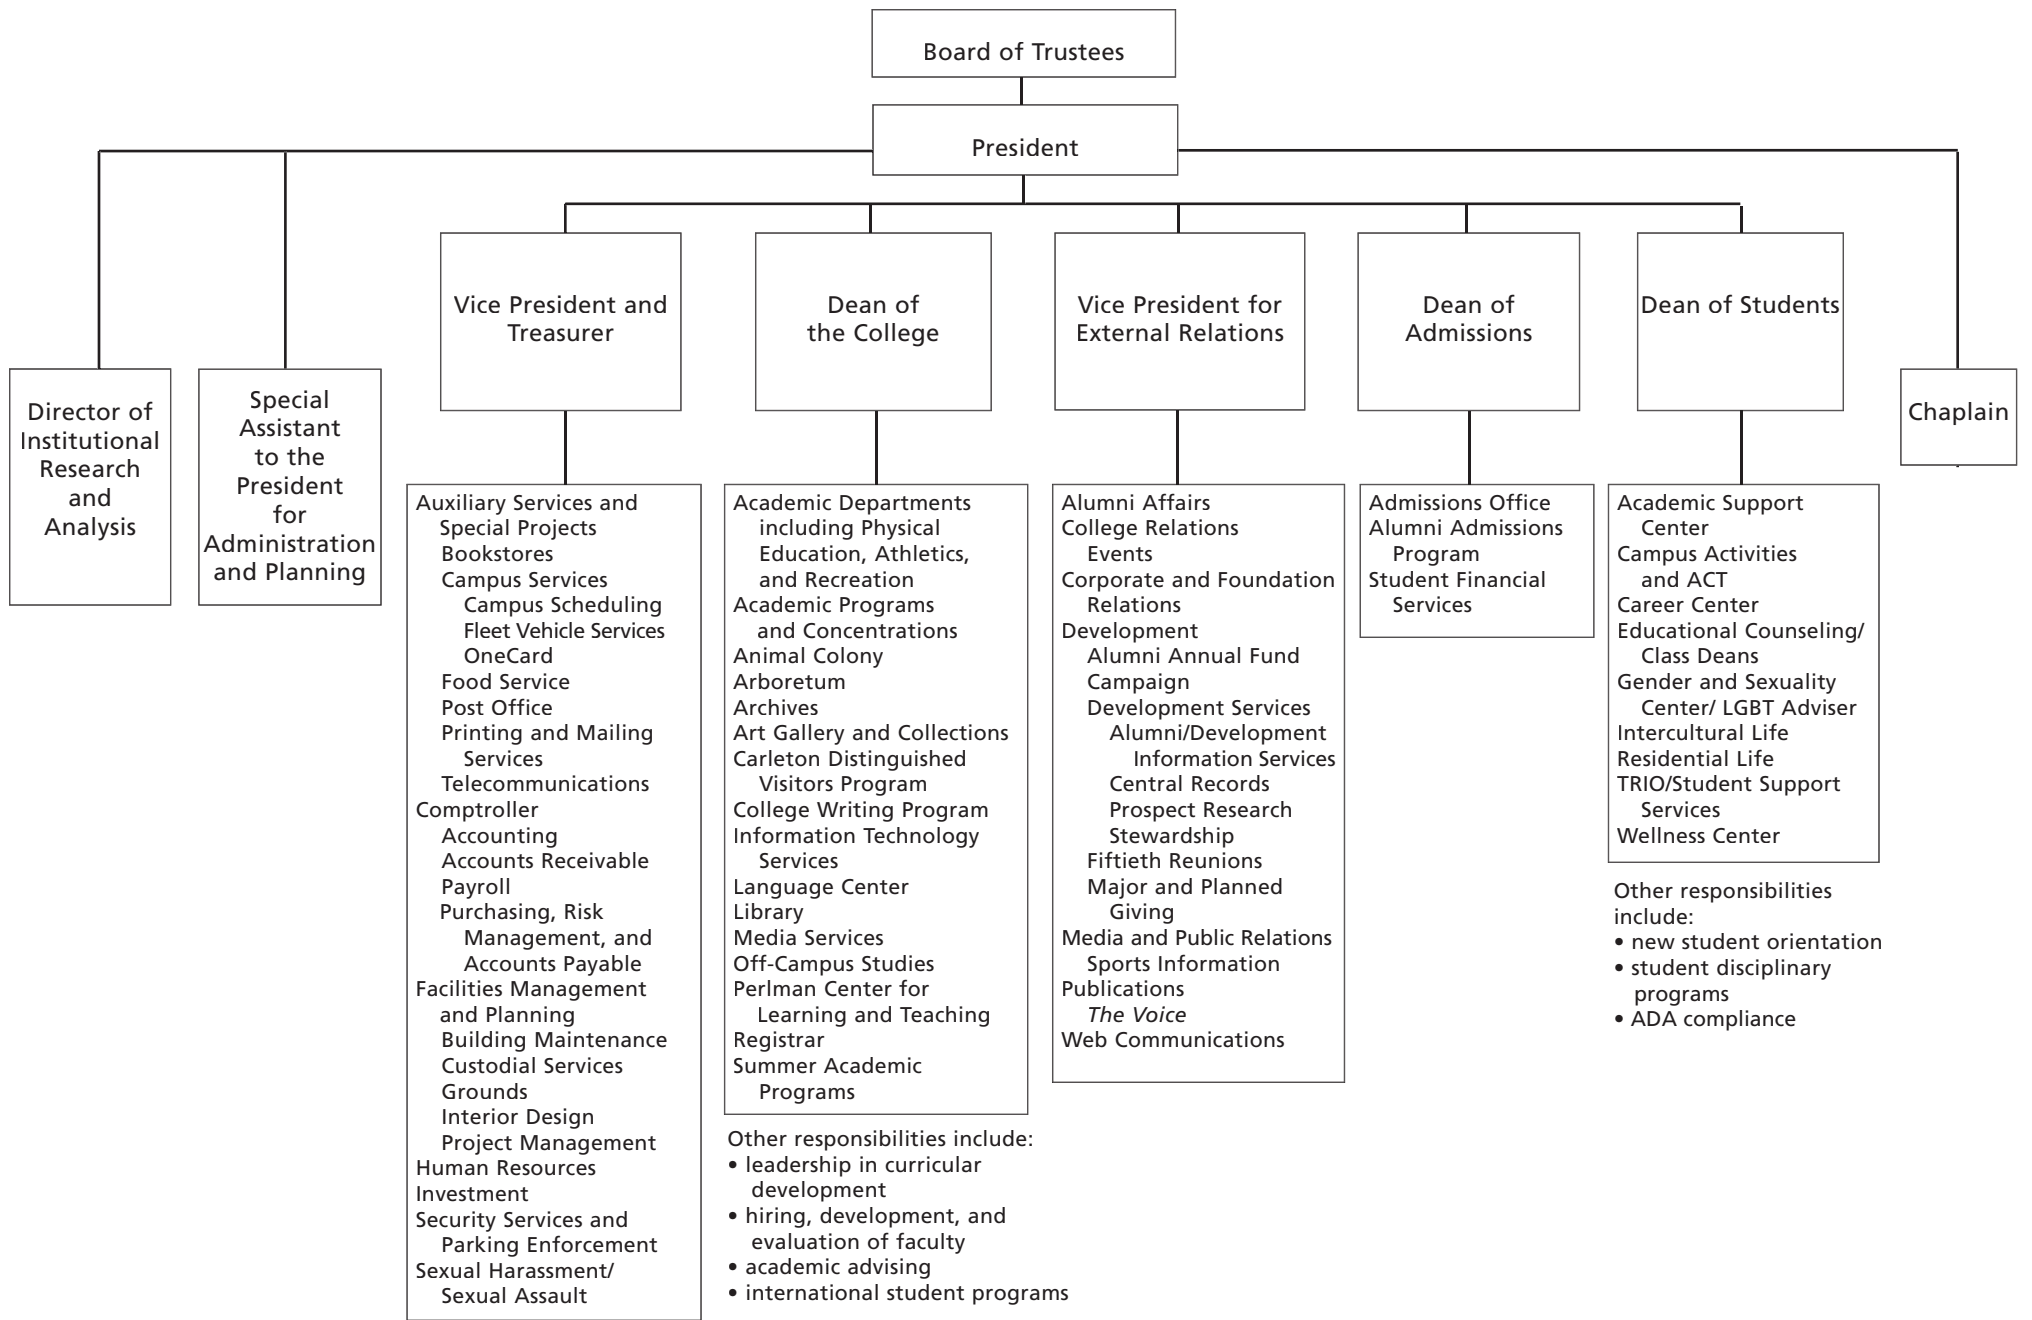 Board of Trustees
President
Director of
Institutional
Research
and
Analysis
Special
Assistant
to the
President
for
Administration
and Planning
Vice President and
Treasurer
Dean of
the College
Vice President for
External Relations
Dean of
Admissions
Dean of Students
Chaplain
Auxiliary Services and
Special Projects
Bookstores
Campus Services
Campus Scheduling
Fleet Vehicle Services
OneCard
Food Service
Post Office
Printing and Mailing
Services
Telecommunications
Comptroller
Accounting
Accounts Receivable
Payroll
Purchasing, Risk
Management, and
Accounts Payable
Facilities Management
and Planning
Building Maintenance
Custodial Services
Grounds
Interior Design
Project Management
Human Resources
Investment
Security Services and
Parking Enforcement
Sexual Harassment/
Sexual Assault
Academic Departments
including Physical
Education, Athletics,
and Recreation
Academic Programs
and Concentrations
Animal Colony
Arboretum
Archives
Art Gallery and Collections
Carleton Distinguished
Visitors Program
College Writing Program
Information Technology
Services
Language Center
Library
Media Services
Off-Campus Studies
Perlman Center for
Learning and Teaching
Registrar
Summer Academic
Programs
Other responsibilities include:
• leadership in curricular
development
• hiring, development, and
evaluation of faculty
• academic advising
• international student programs
Alumni Affairs
College Relations
Events
Corporate and Foundation
Relations
Development
Alumni Annual Fund
Campaign
Development Services
Alumni/Development
Information Services
Central Records
Prospect Research
Stewardship
Fiftieth Reunions
Major and Planned
Giving
Media and Public Relations
Sports Information
Publications
The Voice
Web Communications
Admissions Office
Alumni Admissions
Program
Student Financial
Services
Academic Support
Center
Campus Activities
and ACT
Career Center
Educational Counseling/
Class Deans
Gender and Sexuality
Center/ LGBT Adviser
Intercultural Life
Residential Life
TRIO/Student Support
Services
Wellness Center
Other responsibilities
include:
• new student orientation
• student disciplinary
programs
• ADA compliance